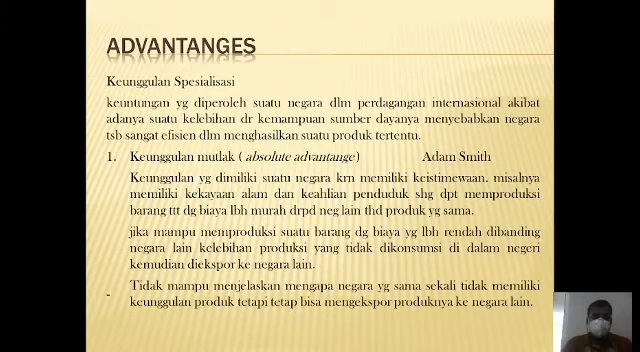 ADVANTANGES
Keunggulan Spesialisasi
keuntungan yg diperoleh suatu negara dlm perdagangan internasional akibat
adanya suatu kelebihan dr kemampuan sumber dayanya menyebabkan negara
tsb sangat efisien dlm menghasilkan suatu produk tertentu.
1. Keunggulan mutlak ( absolute advantange ) Adam Smith
Keunggulan yg dimiliki suatu negara krn memiliki keistimewaan. misalnya
memiliki kekayaan alam dan keahlian penduduk shg dpt memproduksi
barang ttt dg biaya lbh murah drpd neg lain thd produk yg sama.
jika mampu memproduksi suatu barang dg biaya yg lbh rendah dibanding
negara lain kelebihan produksi yang tidak dikonsumsi di dalam negeri
kemudian diekspor ke negara lain.
- Tidak mampu menjelaskan mengapa negara yg sama sekali tidak memiliki
keunggulan produk tetapi tetap bisa mengekspor produknya ke negara lain.